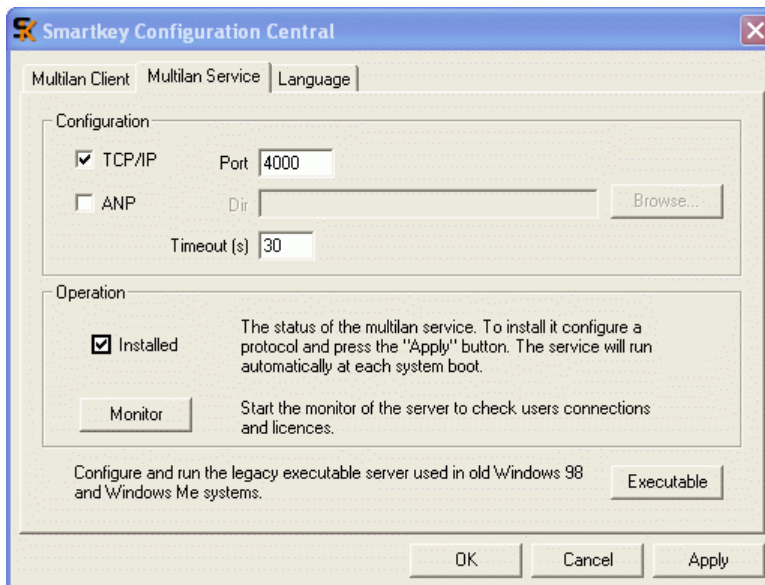 Smartkey Configuration Central
Multilan Client Multilan Service Language
Configuration
TCP/IP Port 4000
ANP Dir Browse...
Timeout (s) 30
Operation
Installed
The status of the multilan service. To install it configure a
protocol and press the "Apply" button. The service will run
automatically at each system boot.
Monitor
Start the monitor of the server to check users connections
and licences.
Configure and run the legacy executable server used in old Windows 98
and Windows Me systems.
Executable
OK Cancel Apply